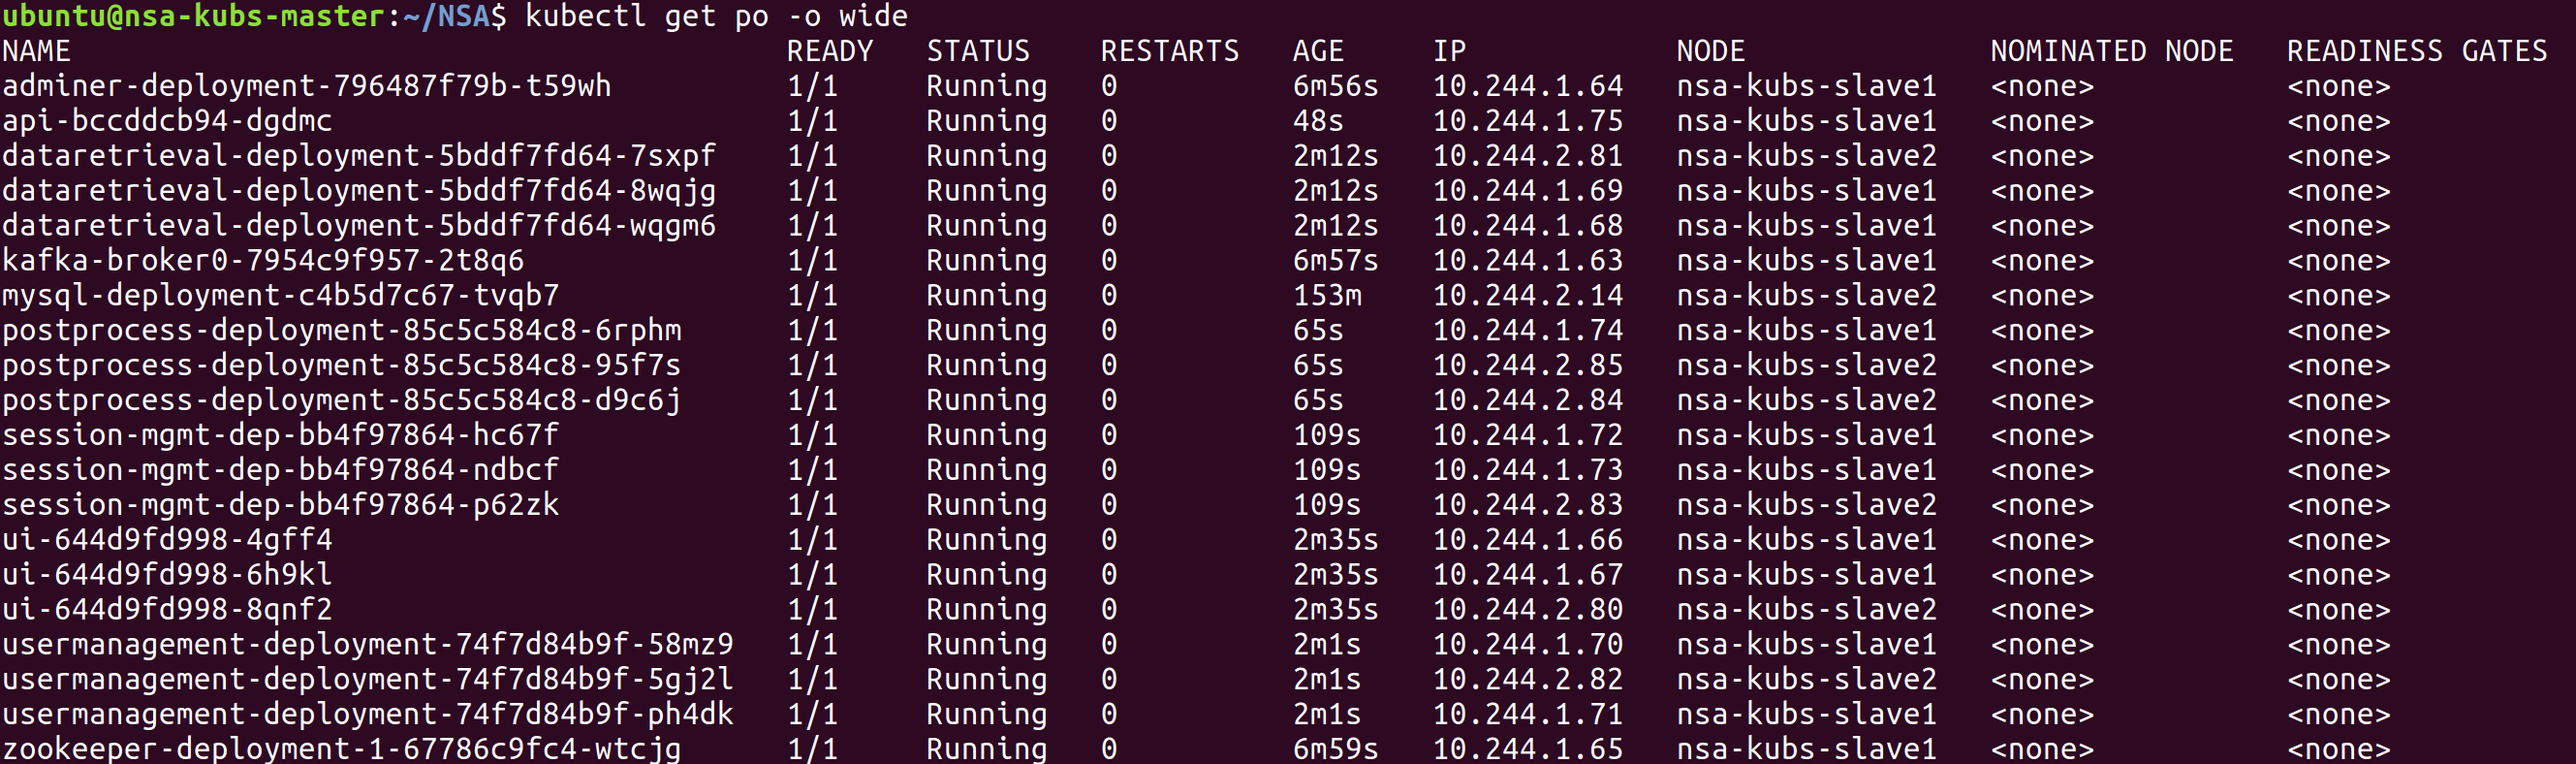 ubuntu@nsa-kubs-master:~/NSA$ kubectl get po -o wide
NAME READY STATUS RESTARTS AGE IP NODE NOMINATED NODE READINESS GATES
adminer-deployment-796487f79b-t59wh 1/1 Running 0 6m56s 10.244.1.64 nsa-kubs-slave1 <none> <none>
api-bccddcb94-dgdmc 1/1 Running 0 48s 10.244.1.75 nsa-kubs-slave1 <none> <none>
dataretrieval-deployment-5bddf7fd64-7sxpf 1/1 Running 0 2m12s 10.244.2.81 nsa-kubs-slave2 <none> <none>
dataretrieval-deployment-5bddf7fd64-8wqjg 1/1 Running 0 2m12s 10.244.1.69 nsa-kubs-slave1 <none> <none>
dataretrieval-deployment-5bddf7fd64-wqgm6 1/1 Running 0 2m12s 10.244.1.68 nsa-kubs-slave1 <none> <none>
kafka-broker0-7954c9f957-2t8q6 1/1 Running 0 6m57s 10.244.1.63 nsa-kubs-slave1 <none> <none>
mysql-deployment-c4b5d7c67-tvqb7 1/1 Running 0 153m 10.244.2.14 nsa-kubs-slave2 <none> <none>
postprocess-deployment-85c5c584c8-6rphm 1/1 Running 0 65s 10.244.1.74 nsa-kubs-slave1 <none> <none>
postprocess-deployment-85c5c584c8-95f7s 1/1 Running 0 65s 10.244.2.85 nsa-kubs-slave2 <none> <none>
postprocess-deployment-85c5c584c8-d9c6j 1/1 Running 0 65s 10.244.2.84 nsa-kubs-slave2 <none> <none>
session-mgmt-dep-bb4f97864-hc67f 1/1 Running 0 109s 10.244.1.72 nsa-kubs-slave1 <none> <none>
session-mgmt-dep-bb4f97864-ndbcf 1/1 Running 0 109s 10.244.1.73 nsa-kubs-slave1 <none> <none>
session-mgmt-dep-bb4f97864-p62zk 1/1 Running 0 109s 10.244.2.83 nsa-kubs-slave2 <none> <none>
ui-644d9fd998-4gff4 1/1 Running 0 2m35s 10.244.1.66 nsa-kubs-slave1 <none> <none>
ui-644d9fd998-6h9kl 1/1 Running 0 2m35s 10.244.1.67 nsa-kubs-slave1 <none> <none>
ui-644d9fd998-8qnf2 1/1 Running 0 2m35s 10.244.2.80 nsa-kubs-slave2 <none> <none>
usermanagement-deployment-74f7d84b9f-58mz9 1/1 Running 0 2m1s 10.244.1.70 nsa-kubs-slave1 <none> <none>
usermanagement-deployment-74f7d84b9f-5gj2l 1/1 Running 0 2m1s 10.244.2.82 nsa-kubs-slave2 <none> <none>
usermanagement-deployment-74f7d84b9f-ph4dk 1/1 Running 0 2m1s 10.244.1.71 nsa-kubs-slave1 <none> <none>
zookeeper-deployment-1-67786c9fc4-wtcjg 1/1 Running 0 6m59s 10.244.1.65 nsa-kubs-slave1 <none> <none>